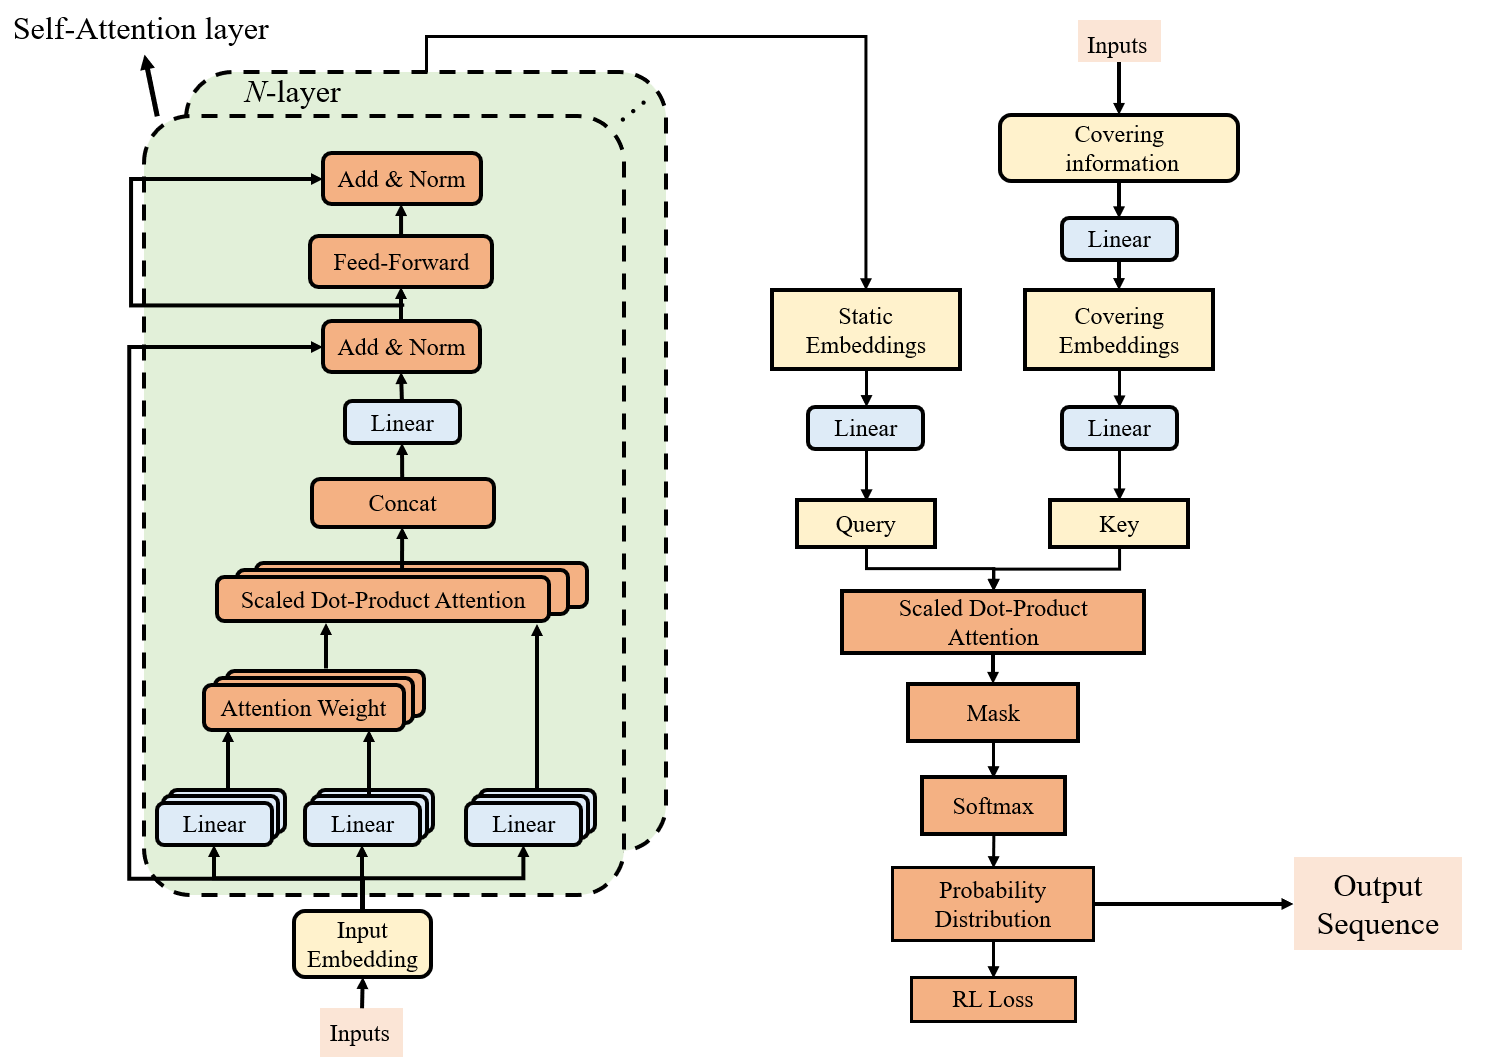 Self-Attention layer
N-layer
Add & Norm
Feed-Forward
Add & Norm
Linear
Concat
Scaled Dot-Product Attention
Attention Weight
Linear
Linear
Linear
Input
Embedding
Inputs
Inputs
Covering
information
Linear
Static
Embeddings
Covering
Embeddings
Linear
Linear
Query
Key
Scaled Dot-Product
Attention
Mask
Softmax
Probability
Distribution
Output
Sequence
RL Loss